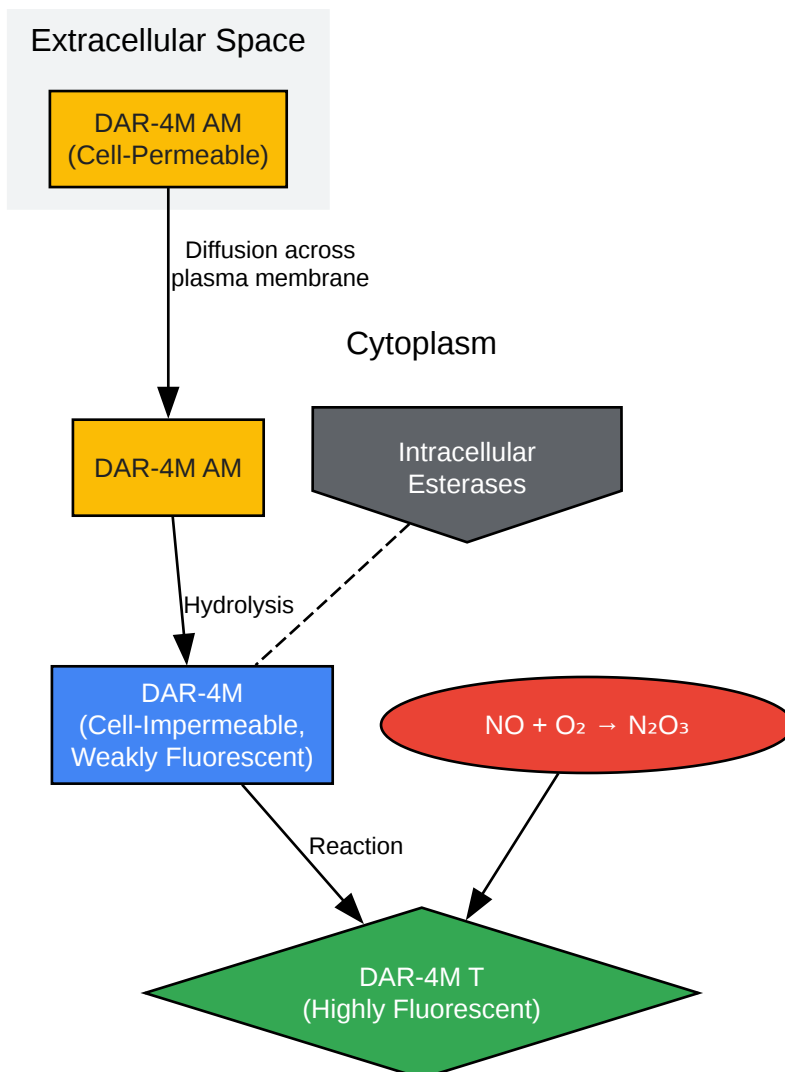 Extracellular Space
DAR-4M AM
(Cell-Permeable)
Diffusion across
plasma membrane
Cytoplasm
DAR-4M AM
Intracellular
Esterases
Hydrolysis
DAR-4M
(Cell-Impermeable,
Weakly Fluorescent)
NO + O₂ → N₂O₃
Reaction
DAR-4M T
(Highly Fluorescent)